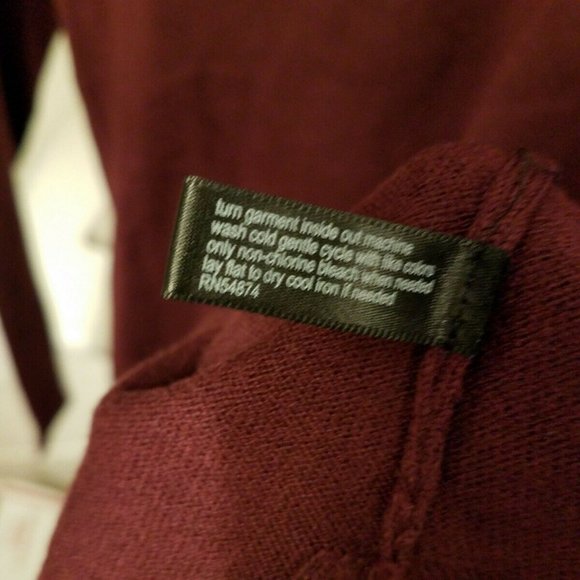 turn garment inside out machine
wash cold gentle cycle with like colors
only non-chlorine bleach when needed
lay flat to dry cool iron if needed
RN54874